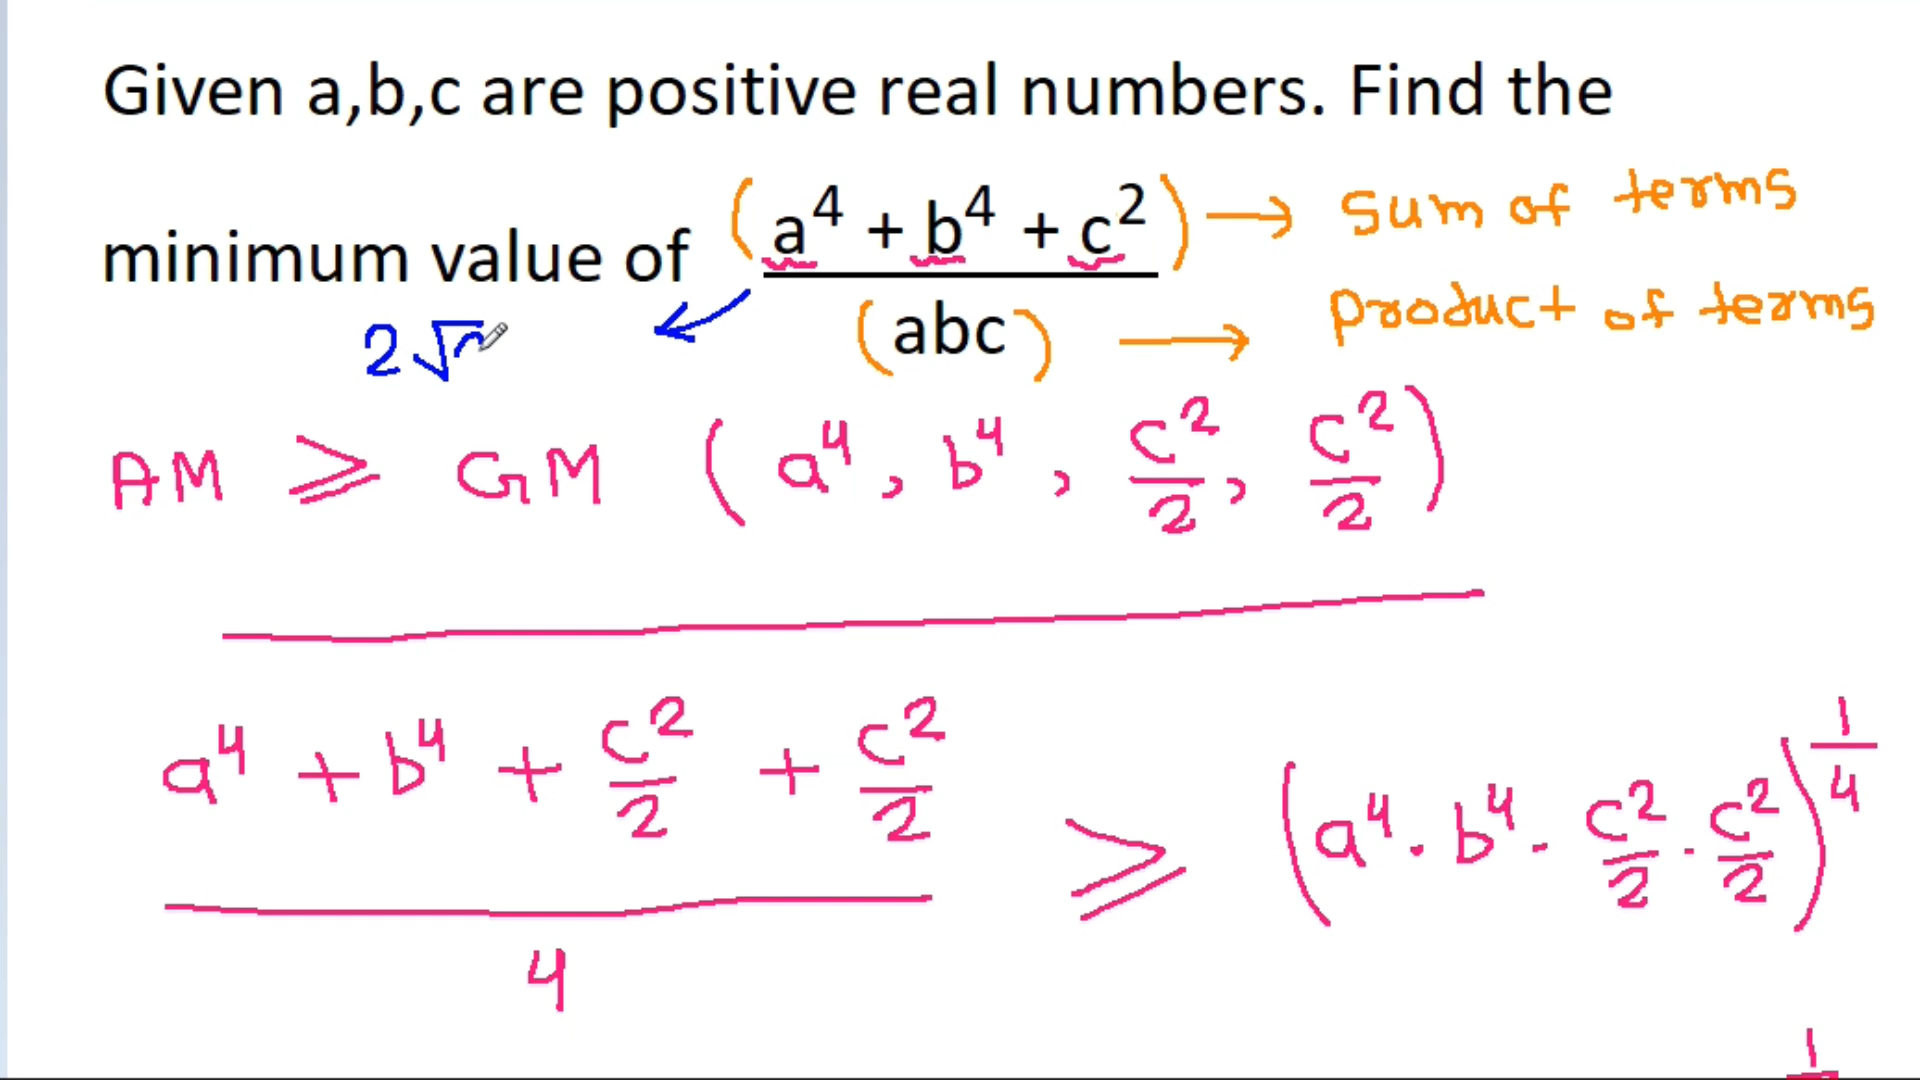 Given a,b,c are positive real numbers. Find the
minimum value of (a⁴ + b⁴ + c²) → sum of terms
(abc) → product of terms
2√
AM ≥ GM (a⁴, b⁴, c²/2, c²/2)
a⁴ + b⁴ + c²/2 + c²/2 ≥ (a⁴ · b⁴ · c²/2 · c²/2)^1/4
4
1